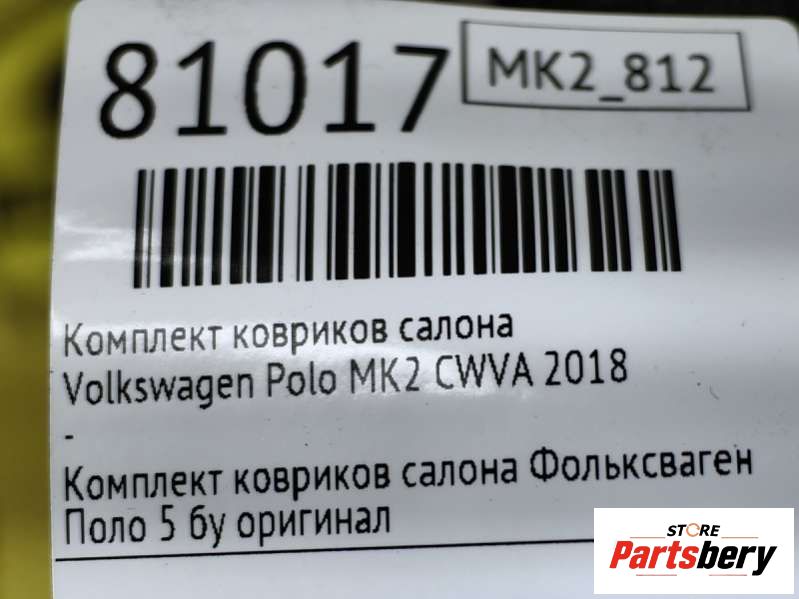 81017
MK2_812
Комплект ковриков салона
Volkswagen Polo MK2 CWVA 2018
-
Комплект ковриков салона Фольксваген
Поло 5 бу оригинал
STORE
Partsbery